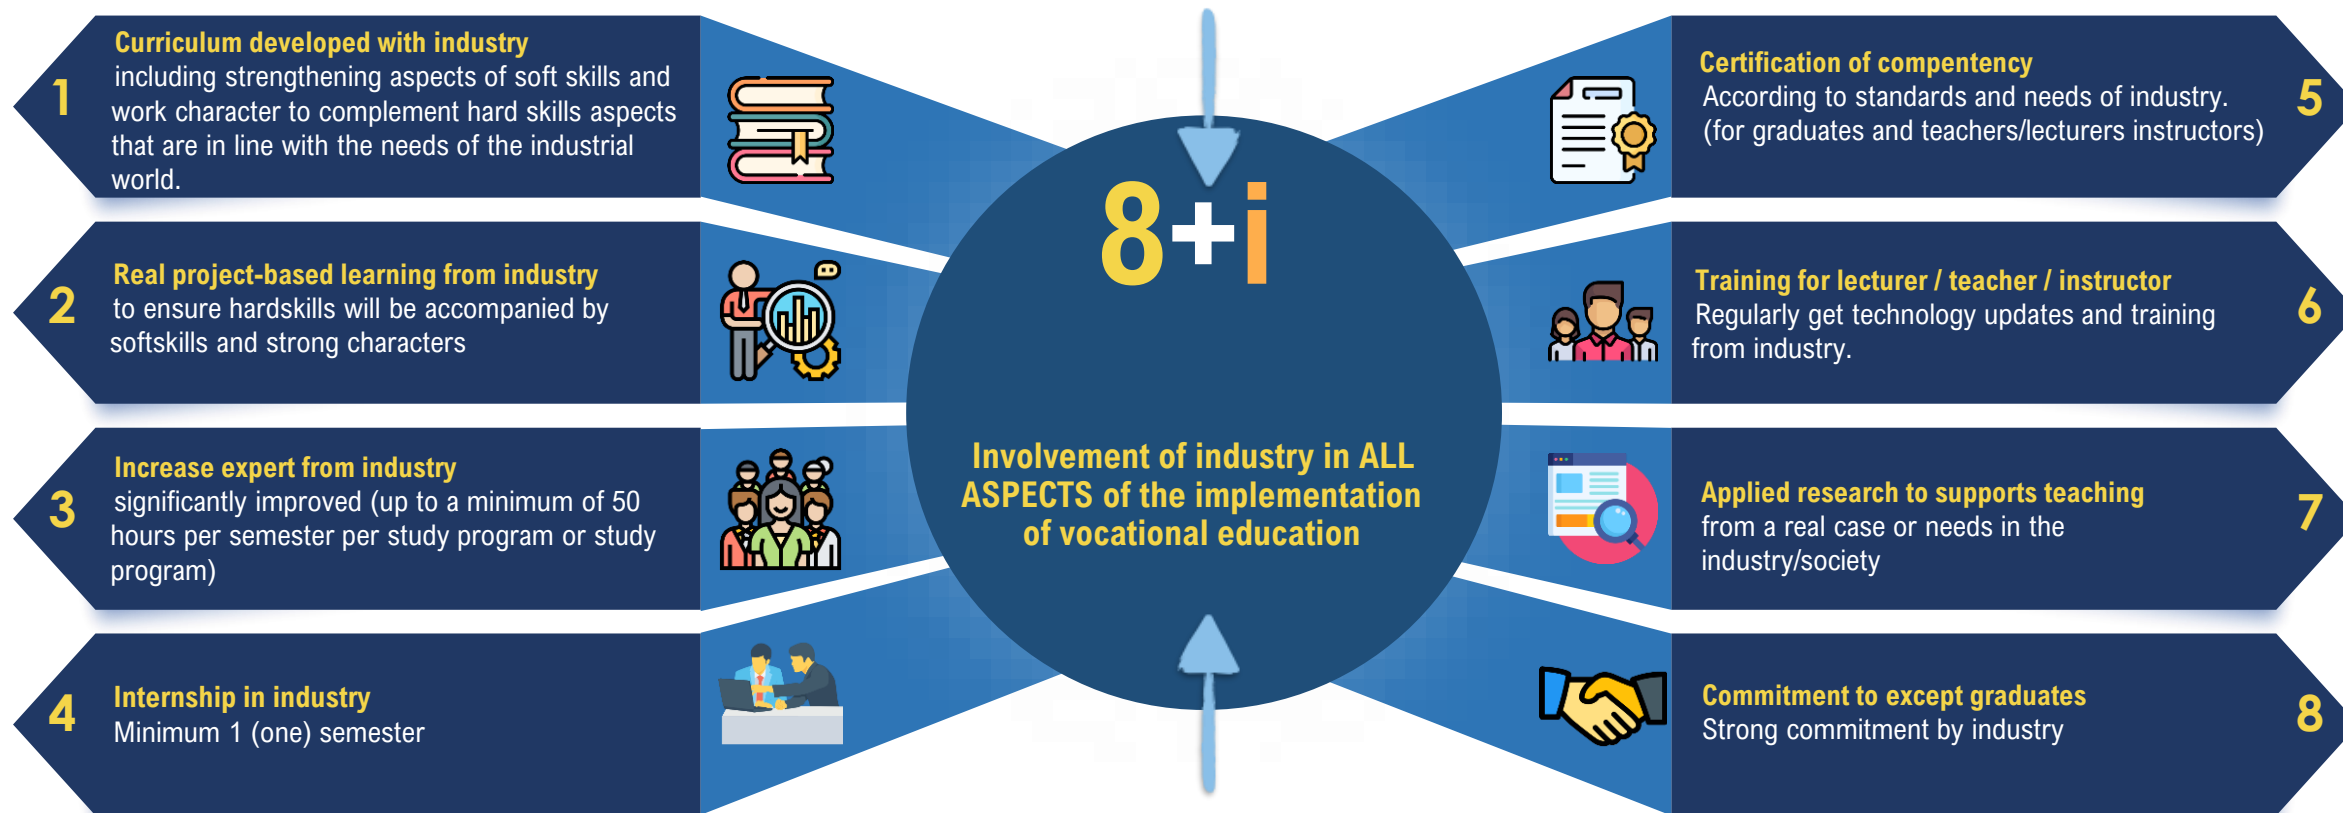 1
Curriculum developed with industry
including strengthening aspects of soft skills and
work character to complement hard skills aspects
that are in line with the needs of the industrial
world.
2
Real project-based learning from industry
to ensure hardskills will be accompanied by
softskills and strong characters
3
Increase expert from industry
significantly improved (up to a minimum of 50
hours per semester per study program or study
program)
4
Internship in industry
Minimum 1 (one) semester
8+i
Involvement of industry in ALL
ASPECTS of the implementation
of vocational education
Certification of compentency
According to standards and needs of industry.
(for graduates and teachers/lecturers instructors)
5
Training for lecturer / teacher / instructor
Regularly get technology updates and training
from industry.
6
Applied research to supports teaching
from a real case or needs in the
industry/society
7
Commitment to except graduates
Strong commitment by industry
8